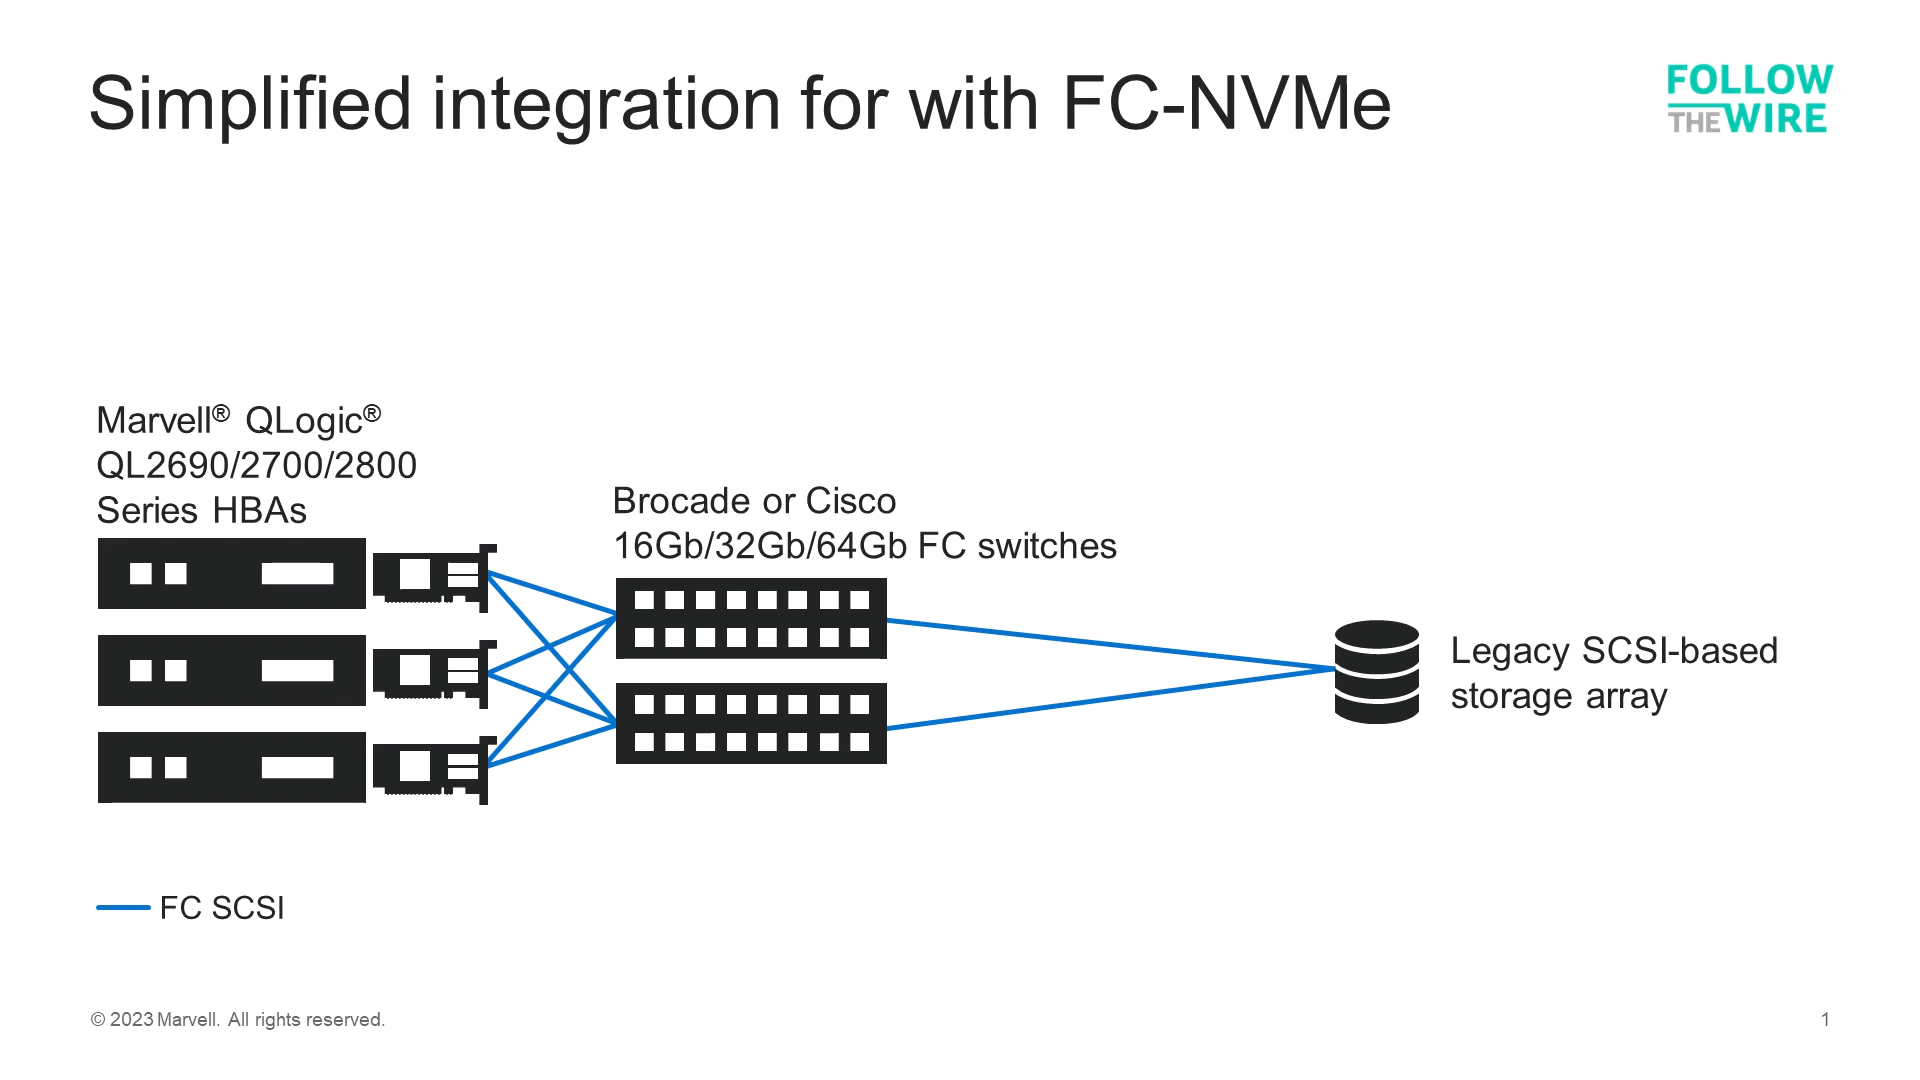 Simplified integration for with FC-NVMe
FOLLOW
THE WIRE
Marvell® QLogic®
QL2690/2700/2800
Series HBAs
Brocade or Cisco
16Gb/32Gb/64Gb FC switches
Legacy SCSI-based
storage array
FC SCSI
© 2023 Marvell. All rights reserved.
1